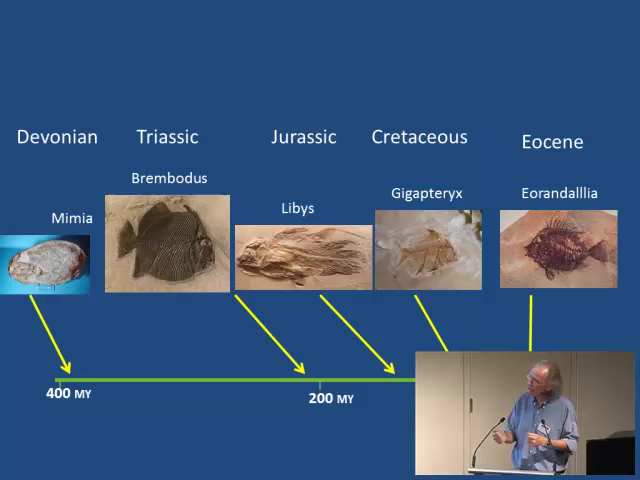 Devonian
Triassic
Jurassic
Cretaceous
Eocene
Brembodus
Gigapteryx
Eorandalllia
Libys
Mimia
400 MY
200 MY